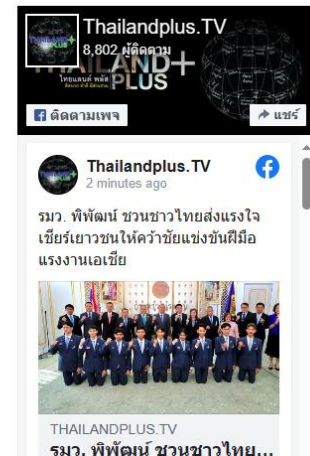 Thailandplus.TV
8,802 ผู้ติดตาม
THAILAND+
ไทยแลนด์ พลัส
PLUS
ติดตามเพจ
แชร์
Thailandplus.TV
2 minutes ago
รมว. พิพัฒน์ ชวนชาวไทยส่งแรงใจ
เชียร์เยาวชนให้คว้าชัยแข่งขันฝีมือ
แรงงานเอเชีย
THAILANDPLUS.TV
รมว. พิพัฒน์ ชวนชาวไทย...